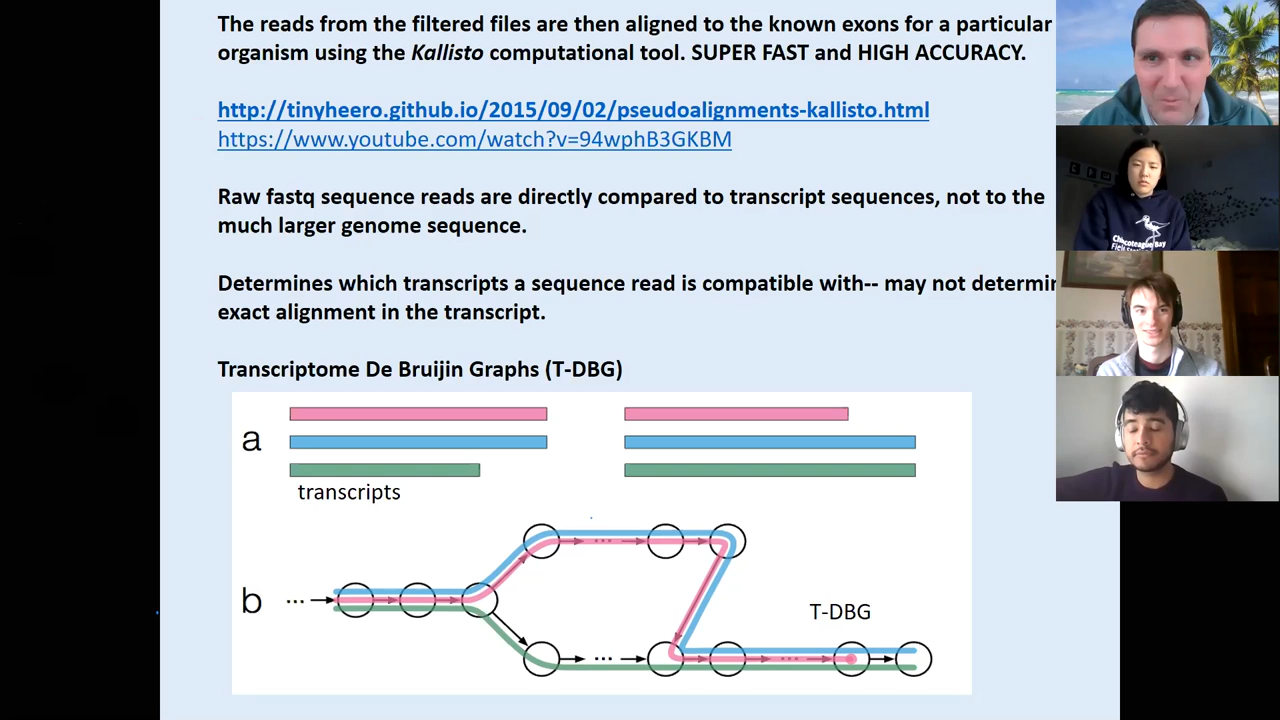 The reads from the filtered files are then aligned to the known exons for a particular
organism using the Kallisto computational tool. SUPER FAST and HIGH ACCURACY.
http://tinyheero.github.io/2015/09/02/pseudoalignments-kallisto.html
https://www.youtube.com/watch?v=94wphB3GKBM
Raw fastq sequence reads are directly compared to transcript sequences, not to the
much larger genome sequence.
Determines which transcripts a sequence read is compatible with-- may not determin
exact alignment in the transcript.
Transcriptome De Bruijin Graphs (T-DBG)
a
transcripts
b
...
...
T-DBG
...
...
Bay